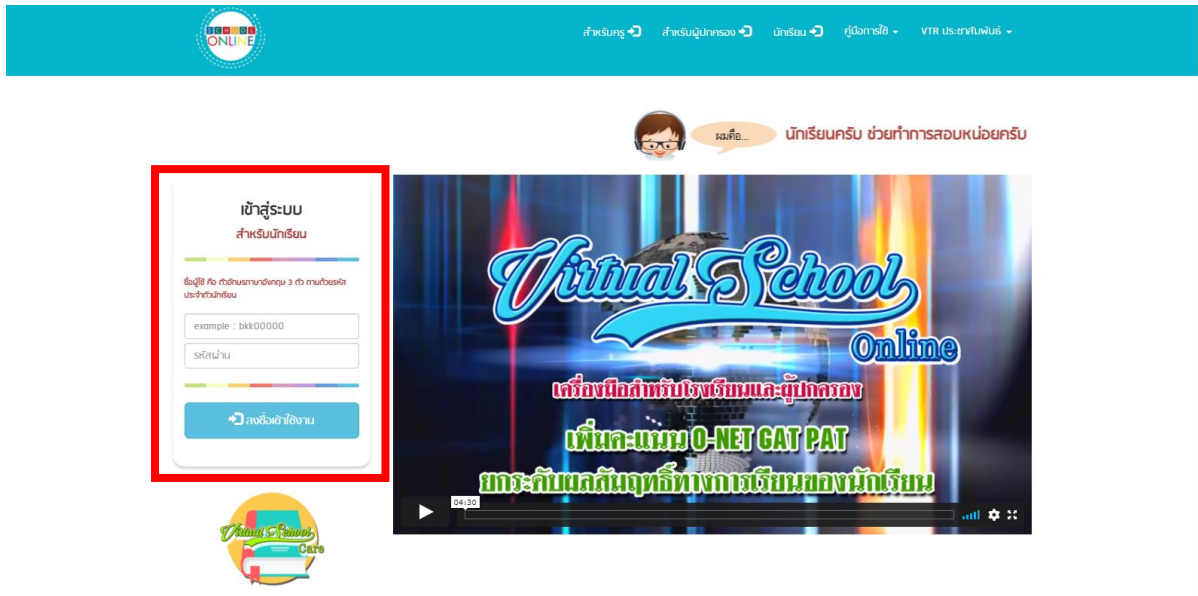 SCHOOL
ONLINE
สำหรับครู
สำหรับผู้ปกครอง
นักเรียน
คู่มือการใช้
VTR ประชาสัมพันธ์
ผมคือ...
นักเรียนครับ ช่วยทำการสอบหน่อยครับ
เข้าสู่ระบบ
สำหรับนักเรียน
ชื่อผู้ใช้ คือ ตัวอักษรภาษาอังกฤษ 3 ตัว ตามด้วยรหัส
ประจำตัวนักเรียน
example : bkk00000
รหัสผ่าน
ลงชื่อเข้าใช้งาน
Virtual School
Care
Virtual School
Online
เครื่องมือสำหรับโรงเรียนและผู้ปกครอง
เพิ่มคะแนน O-NET GAT PAT
ยกระดับผลสัมฤทธิ์ทางการเรียนของนักเรียน
04:30